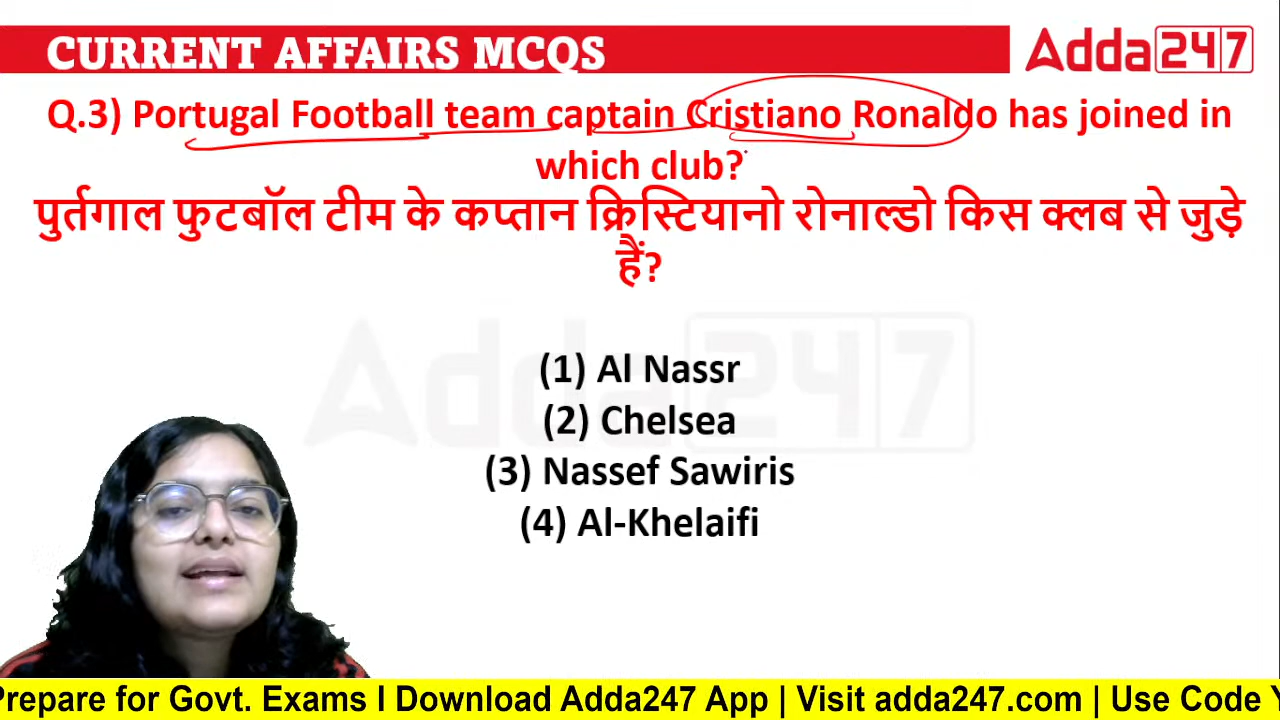 CURRENT AFFAIRS MCQS
Adda247
Q.3) Portugal Football team captain Cristiano Ronaldo has joined in
which club?
पुर्तगाल फुटबॉल टीम के कप्तान क्रिस्टियानो रोनाल्डो किस क्लब से जुड़े
हैं?
Adda247
(1) Al Nassr
(2) Chelsea
(3) Nassef Sawiris
(4) Al-Khelaifi
Prepare for Govt. Exams I Download Adda247 App | Visit adda247.com | Use Code